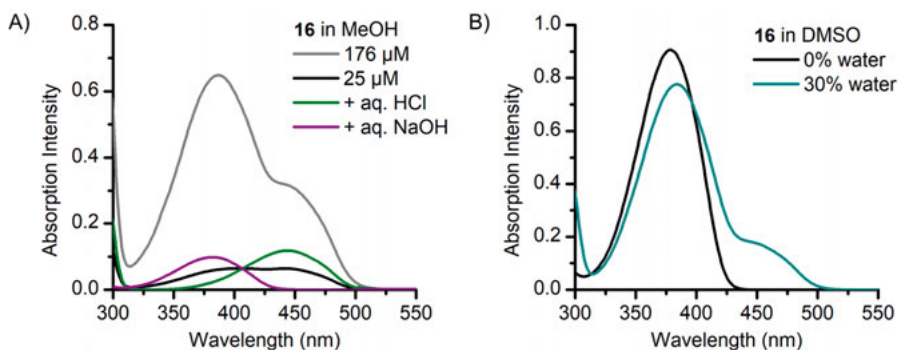 A)
16 in MeOH
176 µM
25 µM
+ aq. HCl
+ aq. NaOH
Absorption Intensity
0.8
0.6
0.4
0.2
0.0
300 350 400 450 500 550
Wavelength (nm)
B)
16 in DMSO
0% water
30% water
Absorption Intensity
1.0
0.8
0.6
0.4
0.2
0.0
300 350 400 450 500 550
Wavelength (nm)